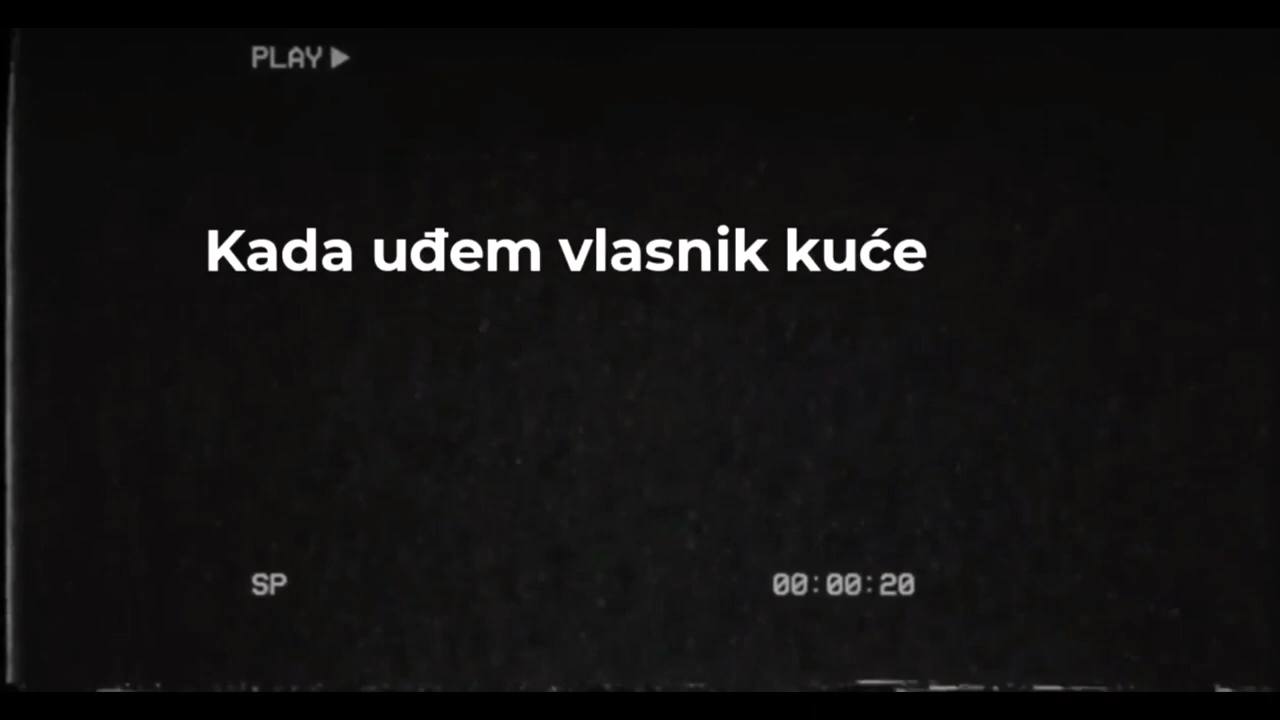 PLAY ▶
Kada uđem vlasnik kuće
SP 00:00:20